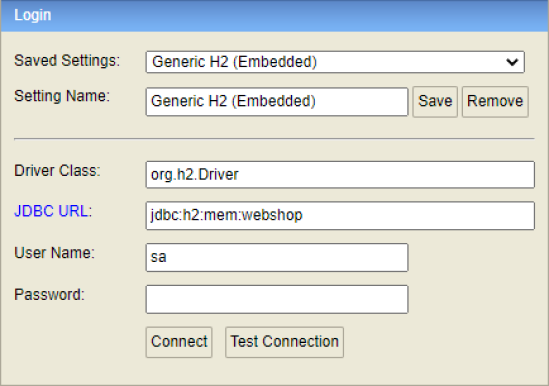 Login
Saved Settings: Generic H2 (Embedded)
Setting Name: Generic H2 (Embedded) Save Remove
Driver Class: org.h2.Driver
JDBC URL: jdbc:h2:mem:webshop
User Name: sa
Password:
Connect Test Connection